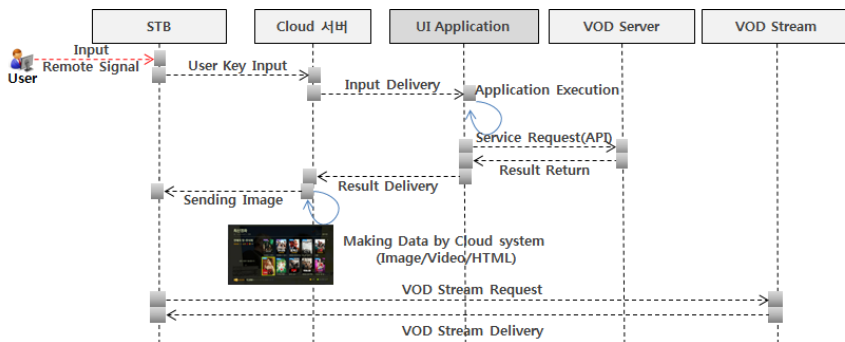 STB
Cloud 서버
UI Application
VOD Server
VOD Stream
Input
Remote Signal
User
User Key Input
Input Delivery
Application Execution
Service Request(API)
Result Return
Result Delivery
Sending Image
Making Data by Cloud system
(Image/Video/HTML)
VOD Stream Request
VOD Stream Delivery